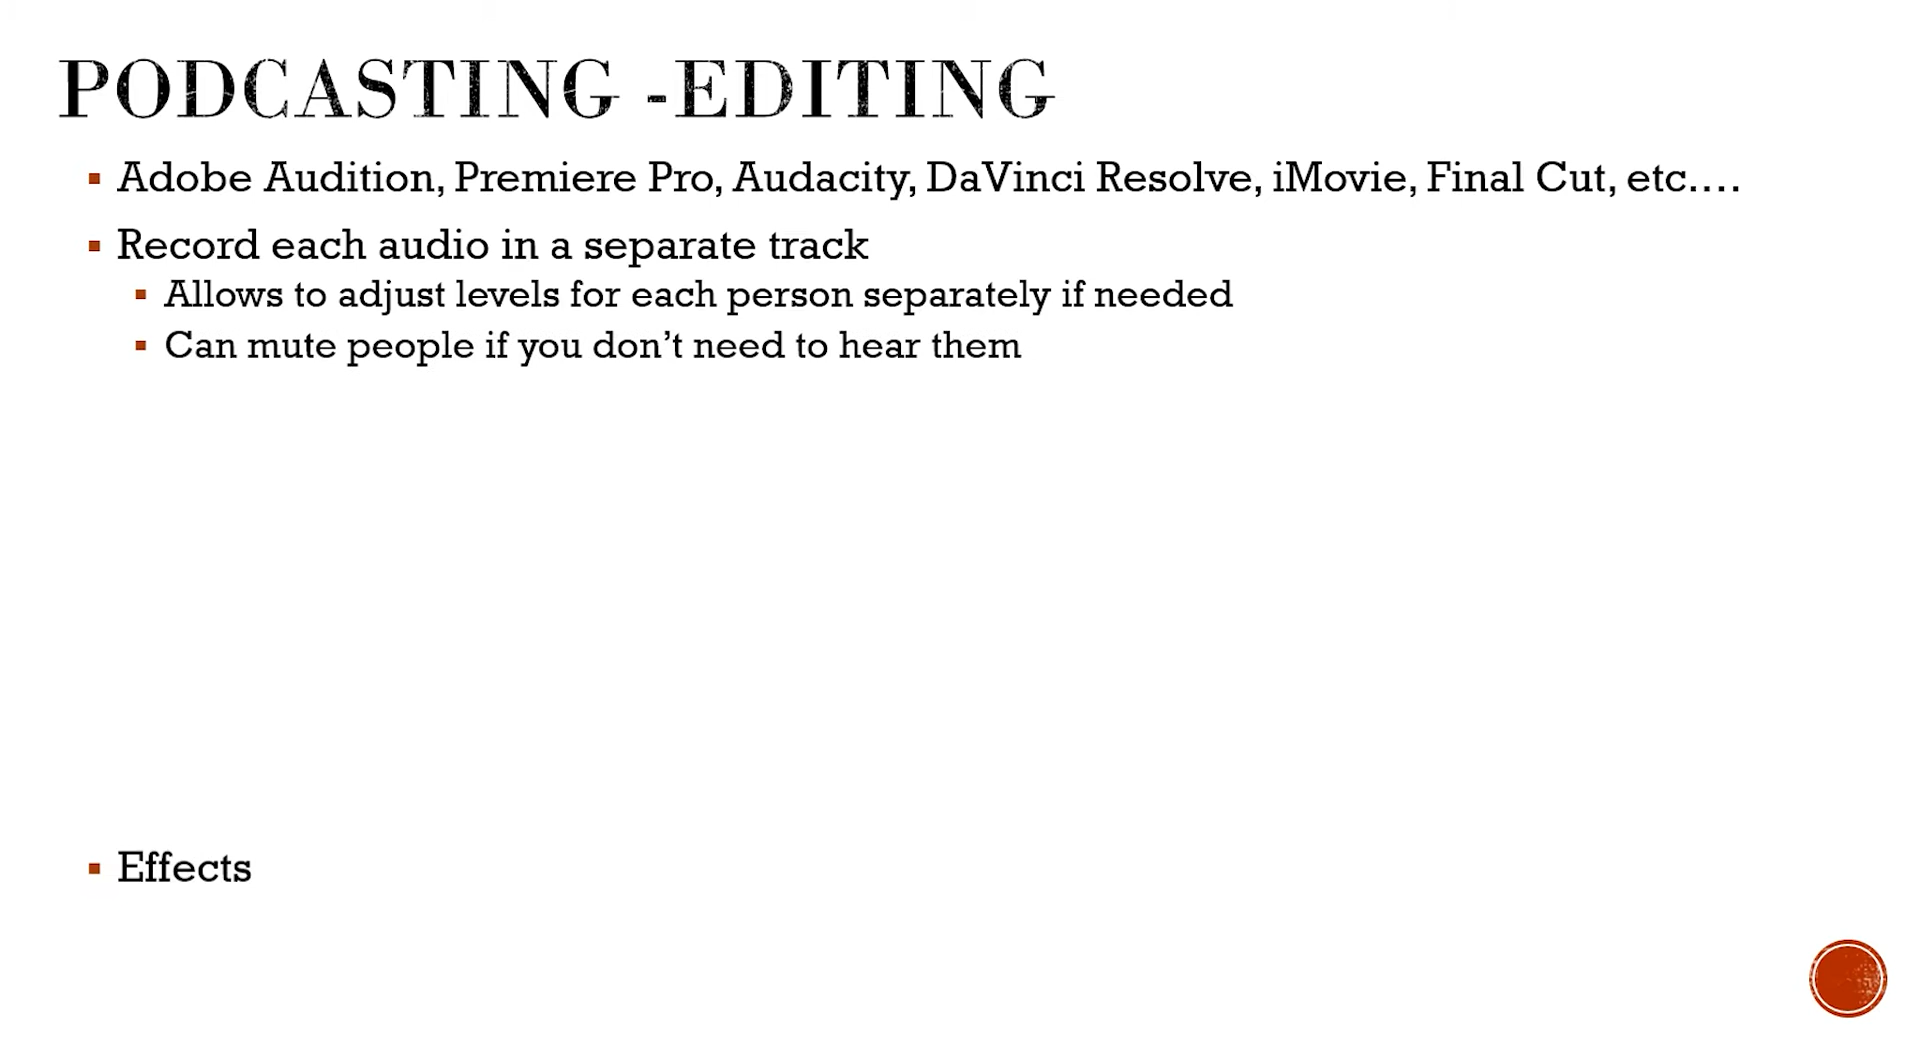 PODCASTING -EDITING
Adobe Audition, Premiere Pro, Audacity, DaVinci Resolve, iMovie, Final Cut, etc….
Record each audio in a separate track
Allows to adjust levels for each person separately if needed
Can mute people if you don’t need to hear them
Effects